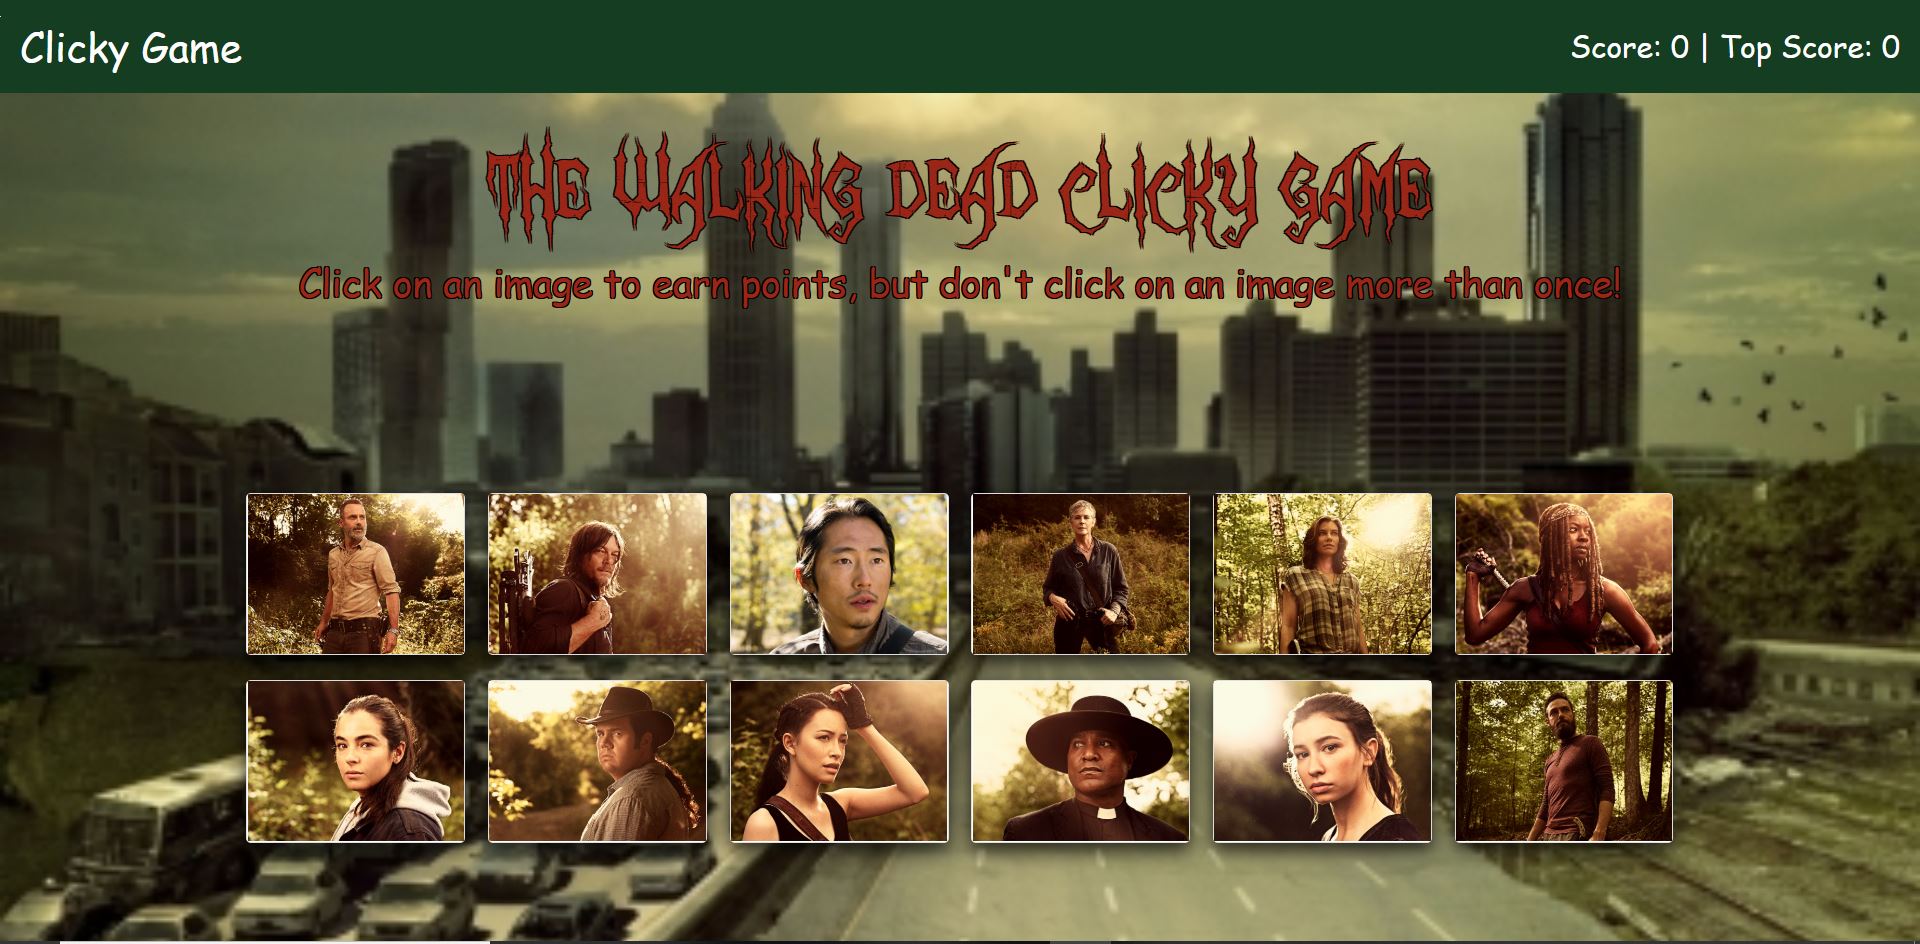 Clicky Game
Score: 0 | Top Score: 0
THE WALKING DEAD CLICKY GAME
Click on an image to earn points, but don't click on an image more than once!